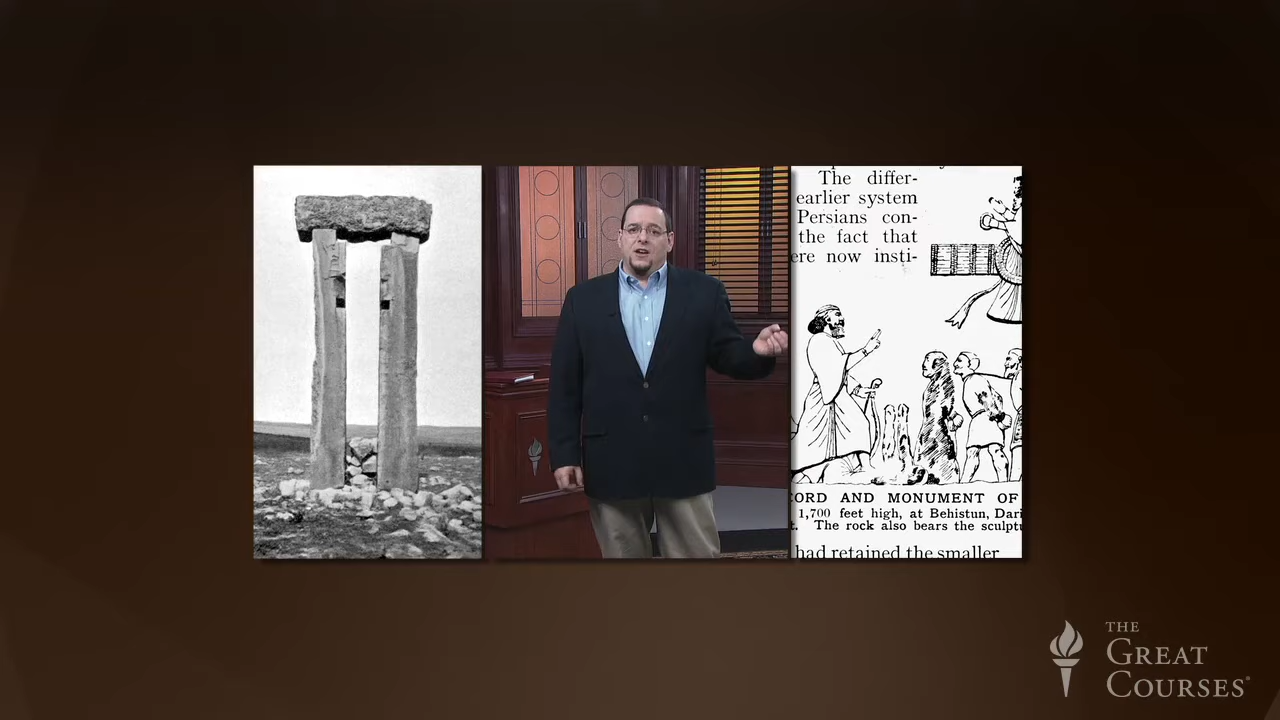 The differ-
earlier system
Persians con-
the fact that
ere now insti-
ORD AND MONUMENT OF
1,700 feet high, at Behistun, Dari
t. The rock also bears the sculptu
had retained the smaller
THE
GREAT
COURSES